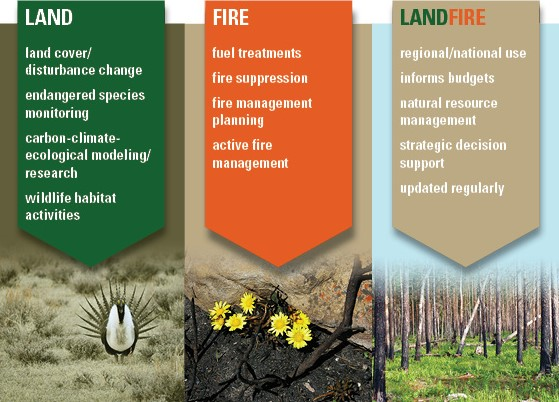 LAND
land cover/
disturbance change
endangered species
monitoring
carbon-climate-
ecological modeling/
research
wildlife habitat
activities
FIRE
fuel treatments
fire suppression
fire management
planning
active fire
management
LANDFIRE
regional/national use
informs budgets
natural resource
management
strategic decision
support
updated regularly